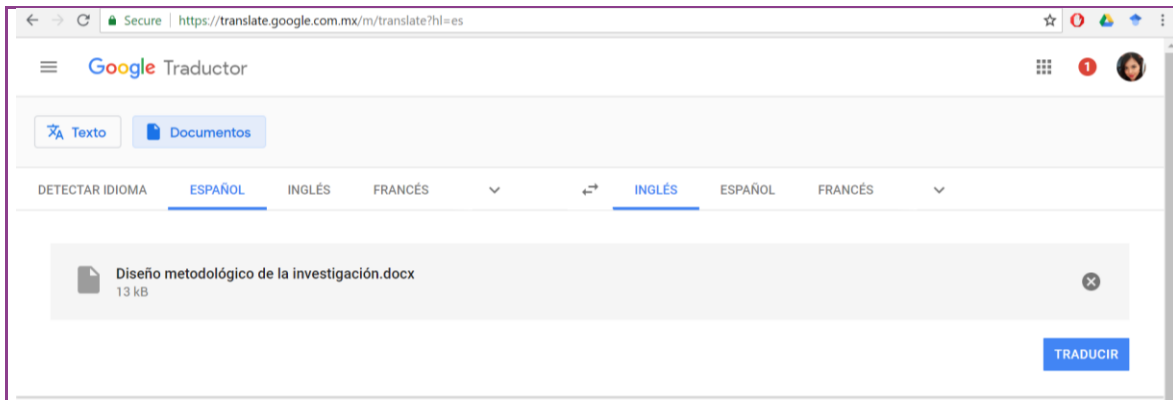 Secure | https://translate.google.com.mx/m/translate?hl=es
Google Traductor
1
Texto
Documentos
DETECTAR IDIOMA ESPAÑOL INGLÉS FRANCÉS INGLÉS ESPAÑOL FRANCÉS
Diseño metodológico de la investigación.docx
13 kB
TRADUCIR